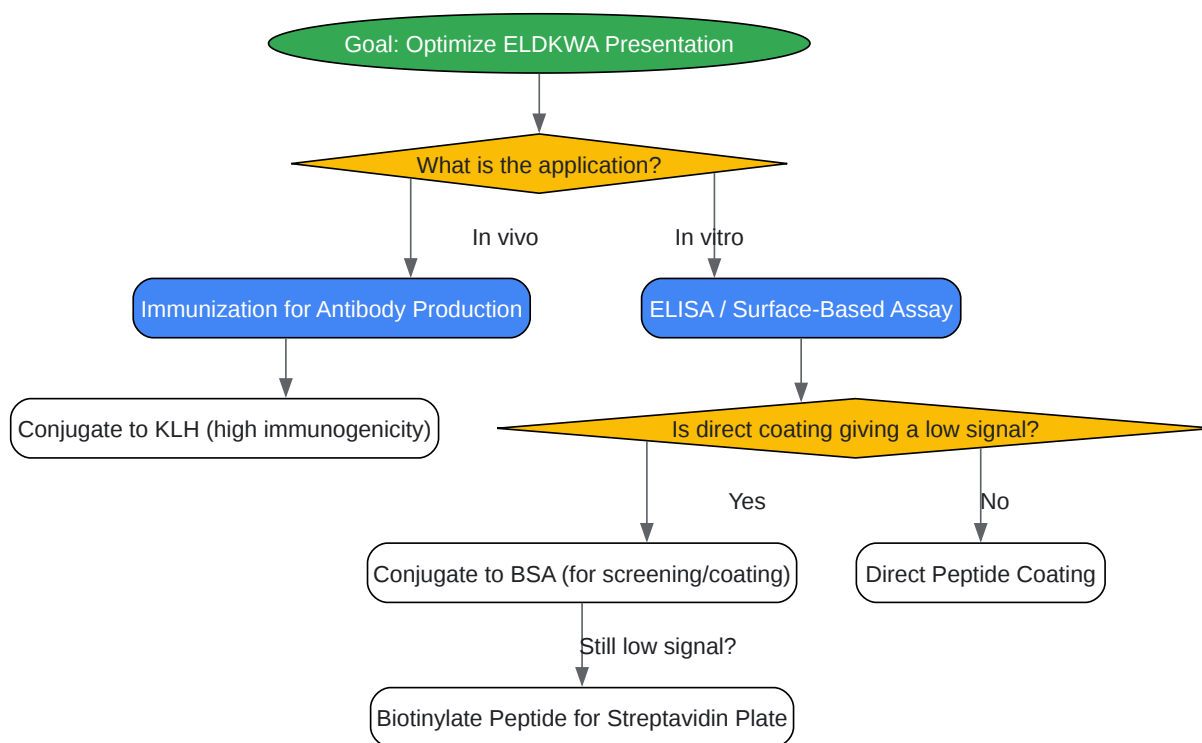 Goal: Optimize ELDKWA Presentation
What is the application?
In vivo
In vitro
Immunization for Antibody Production
ELISA / Surface-Based Assay
Conjugate to KLH (high immunogenicity)
Is direct coating giving a low signal?
Yes
No
Conjugate to BSA (for screening/coating)
Direct Peptide Coating
Still low signal?
Biotinylate Peptide for Streptavidin Plate